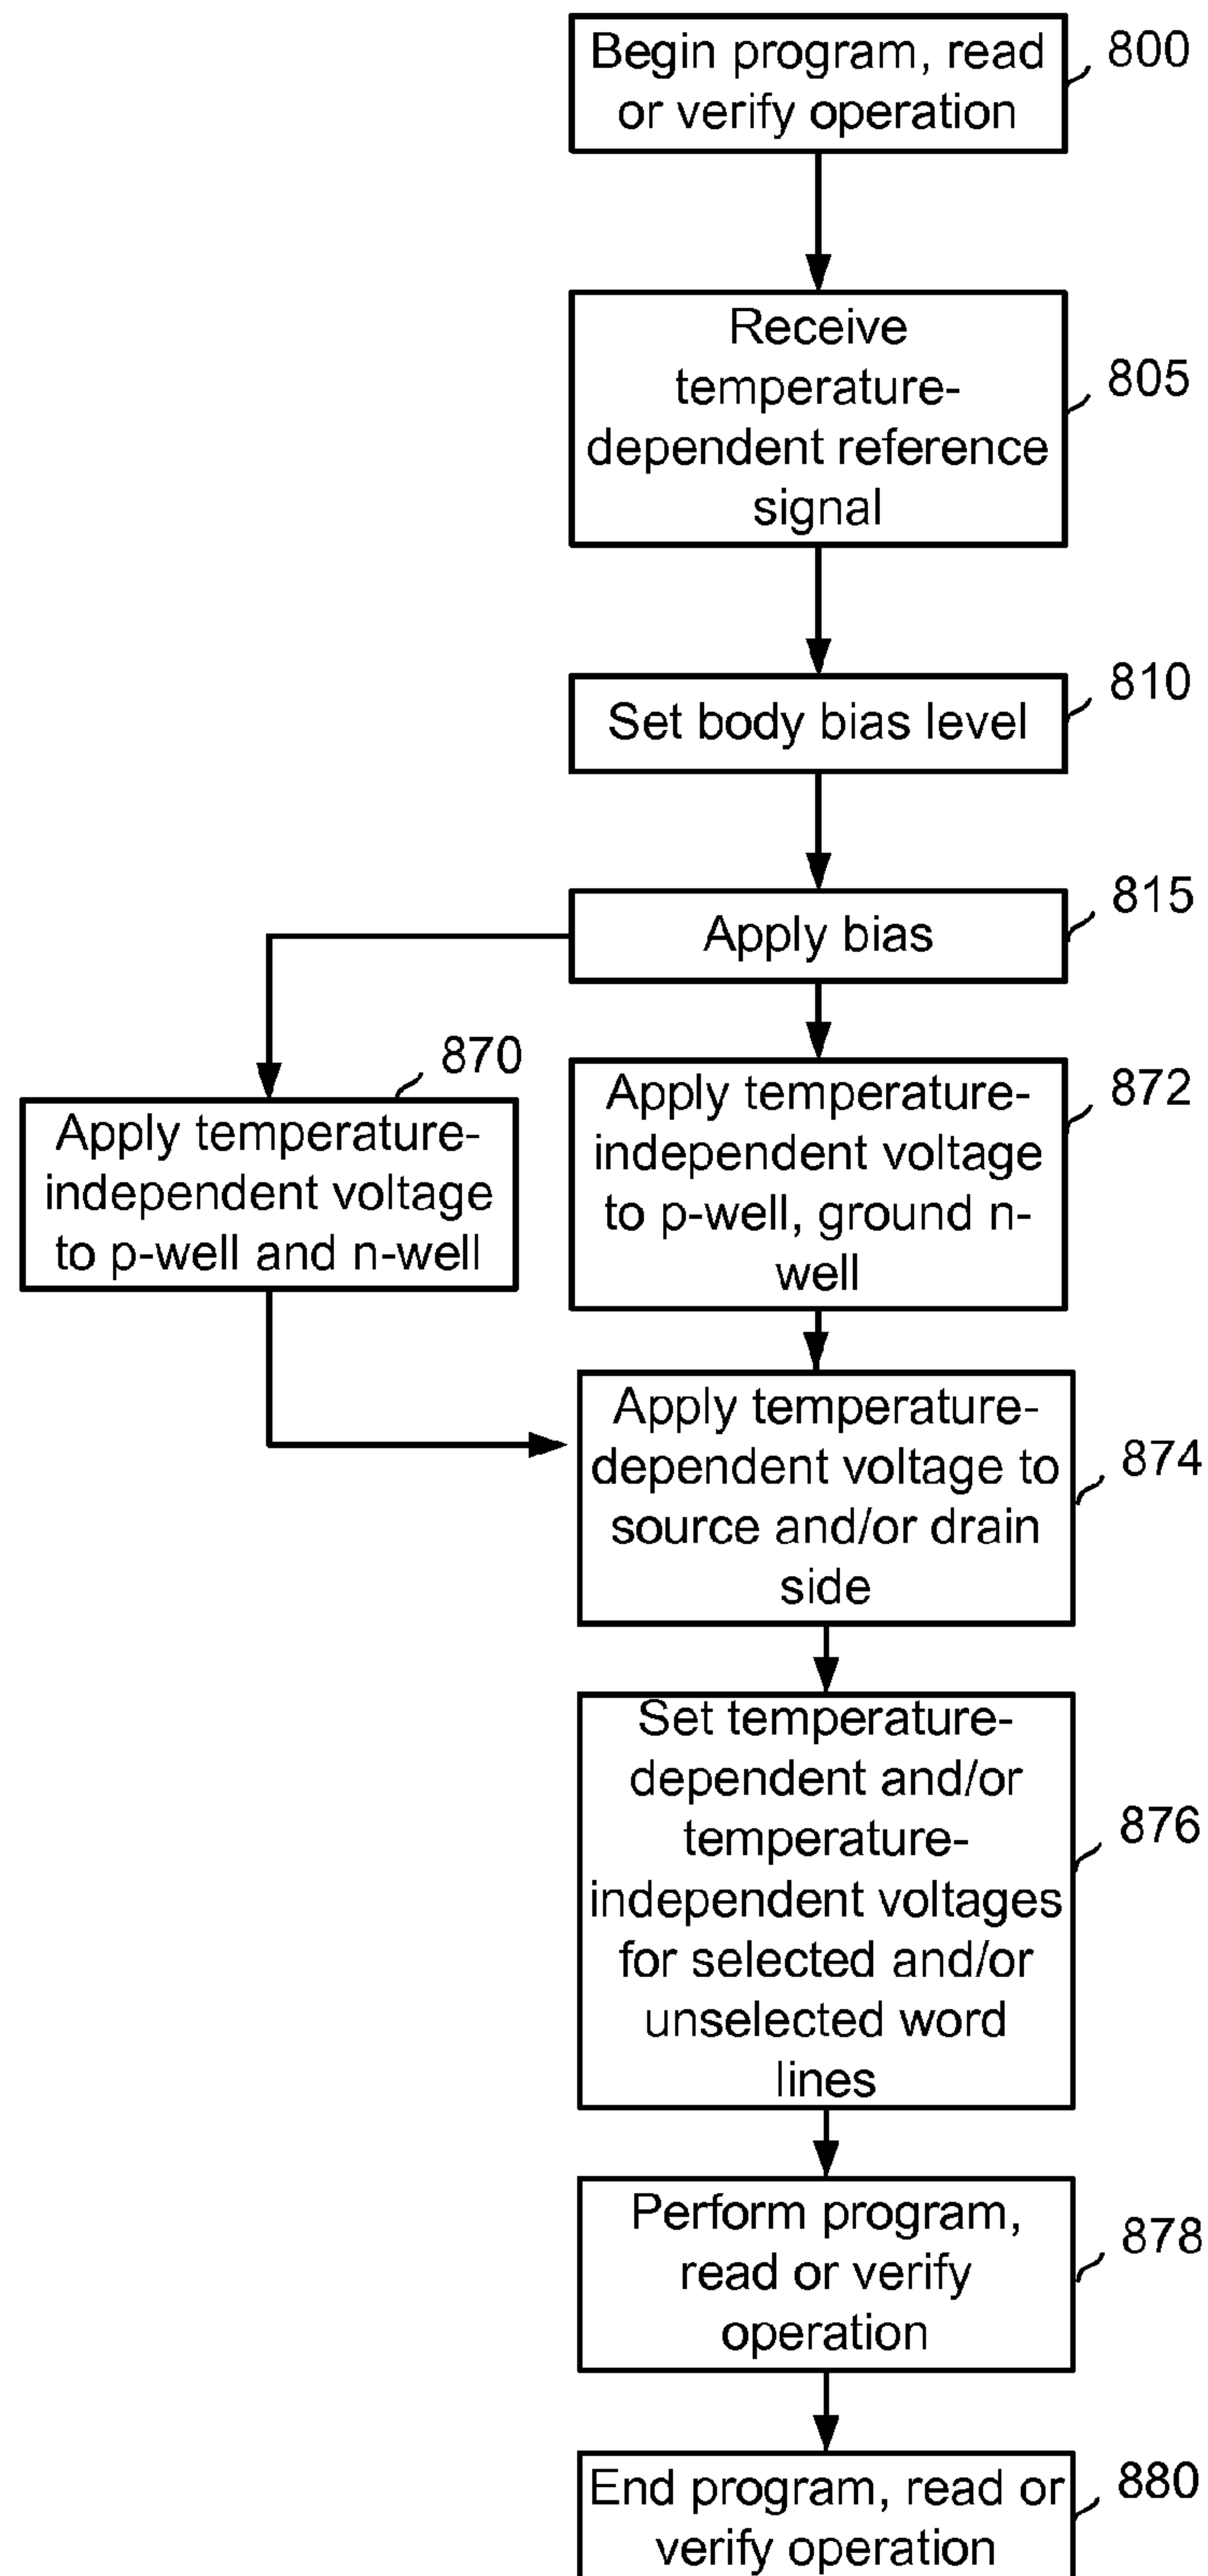 Begin program, read
or verify operation
800
Receive
temperature-
dependent reference
signal
805
Set body bias level
810
Apply bias
815
870
Apply temperature-
independent voltage
to p-well and n-well
Apply temperature-
independent voltage
to p-well, ground n-
well
872
Apply temperature-
dependent voltage to
source and/or drain
side
874
Set temperature-
dependent and/or
temperature-
independent voltages
for selected and/or
unselected word
lines
876
Perform program,
read or verify
operation
878
End program, read or
verify operation
880